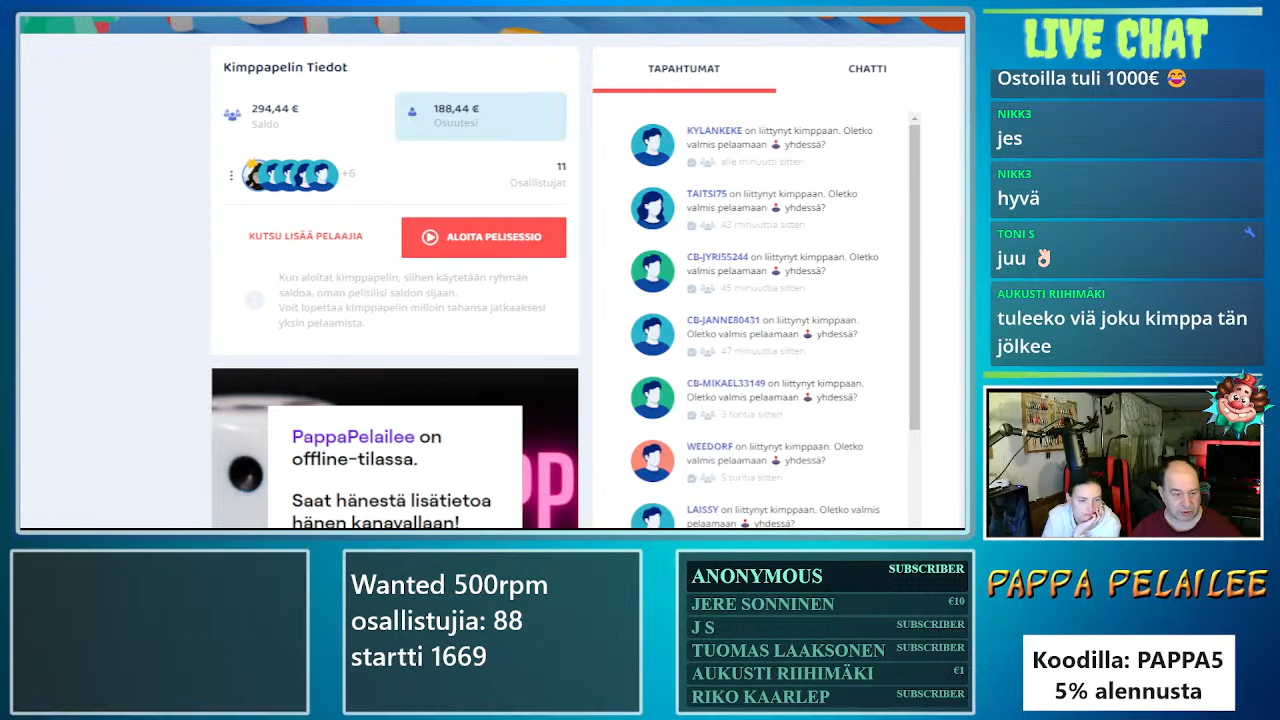 Kimppapelin Tiedot
294,44 €
Saldo
188,44 €
Osuutesi
+6
11
Osallistujat
KUTSU LISÄÄ PELAAJIA
ALOITA PELISESSIO
Kun aloitat kimppapelin, siihen käytetään ryhmän
saldoa, oman pelitilisi saldon sijaan.
Voit lopettaa kimppapelin milloin tahansa jatkaaksesi
yksin pelaamista.
PappaPelailee on
offline-tilassa.
Saat hänestä lisätietoa
hänen kanavallaan!
TAPAHTUMAT
CHATTI
KYLANKEKE on liittynyt kimppaan. Oletko
valmis pelaamaan 🕹️ yhdessä?
alle minuutti sitten
TAITSI75 on liittynyt kimppaan. Oletko
valmis pelaamaan 🕹️ yhdessä?
43 minuuttia sitten
CB-JYRI55244 on liittynyt kimppaan. Oletko
valmis pelaamaan 🕹️ yhdessä?
45 minuuttia sitten
CB-JANNE80431 on liittynyt kimppaan.
Oletko valmis pelaamaan 🕹️ yhdessä?
47 minuuttia sitten
CB-MIKAEL33149 on liittynyt kimppaan.
Oletko valmis pelaamaan 🕹️ yhdessä?
3 tuntia sitten
WEEDORF on liittynyt kimppaan. Oletko
valmis pelaamaan 🕹️ yhdessä?
5 tuntia sitten
LAISSY on liittynyt kimppaan. Oletko valmis
pelaamaan 🕹️ yhdessä?
LIVE CHAT
Ostoilla tuli 1000€ 😂
NIKK3
jes
NIKK3
hyvä
TONI S
juu 👌🏻
AUKUSTI RIIHIMÄKI
tuleeko viä joku kimppa tän
jölkee
Wanted 500rpm
osallistujia: 88
startti 1669
ANONYMOUS SUBSCRIBER
JERE SONNINEN €10
J S SUBSCRIBER
TUOMAS LAAKSONEN SUBSCRIBER
AUKUSTI RIIHIMÄKI €1
RIKO KAARLEP SUBSCRIBER
PAPPA PELAILEE
Koodilla: PAPPA5
5% alennusta